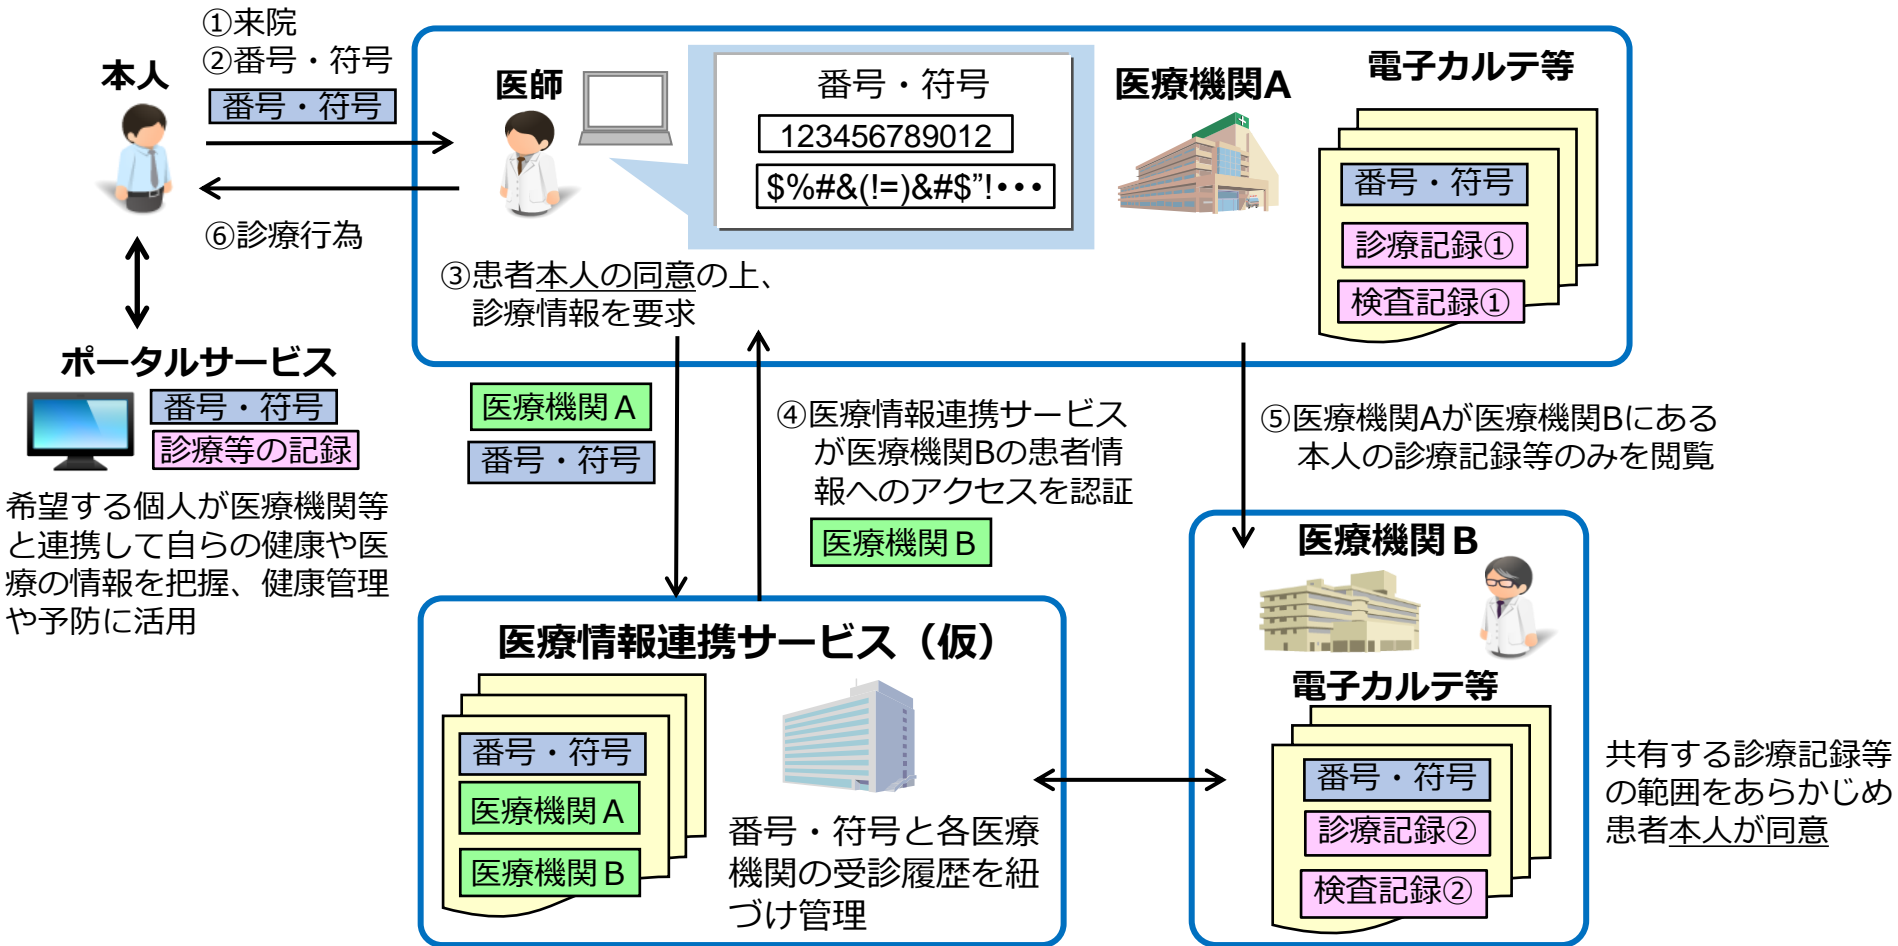 ①来院
②番号・符号
番号・符号
本人
⑥診療行為
医師
番号・符号
123456789012
$%#&(!=)&#$”!・・・
医療機関A
電子カルテ等
番号・符号
診療記録①
検査記録①
③患者本人の同意の上、
診療情報を要求
ポータルサービス
番号・符号
診療等の記録
希望する個人が医療機関等
と連携して自らの健康や医
療の情報を把握、健康管理
や予防に活用
医療機関A
番号・符号
④医療情報連携サービス
が医療機関Bの患者情
報へのアクセスを認証
医療機関B
⑤医療機関Aが医療機関Bにある
本人の診療記録等のみを閲覧
医療情報連携サービス（仮）
番号・符号
医療機関A
医療機関B
番号・符号と各医療
機関の受診履歴を紐
づけ管理
医療機関B
電子カルテ等
番号・符号
診療記録②
検査記録②
共有する診療記録等
の範囲をあらかじめ
患者本人が同意